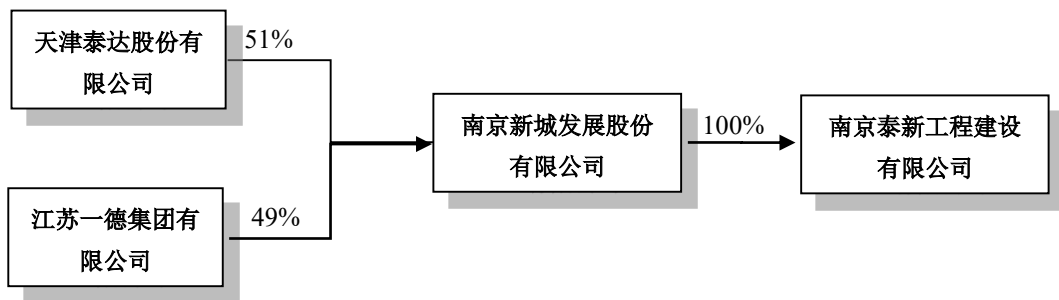 天津泰达股份有
限公司
51%
江苏一德集团有
限公司
49%
南京新城发展股份
有限公司
100%
南京泰新工程建设
有限公司